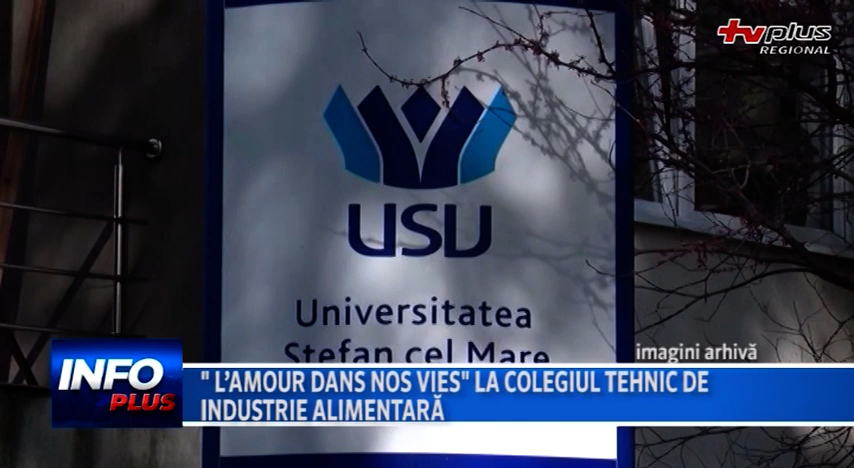 tvplus
REGIONAL
USV
Universitatea
Ștefan cel Mare
imagini arhivă
INFO
PLUS
" L'AMOUR DANS NOS VIES" LA COLEGIUL TEHNIC DE
INDUSTRIE ALIMENTARĂ